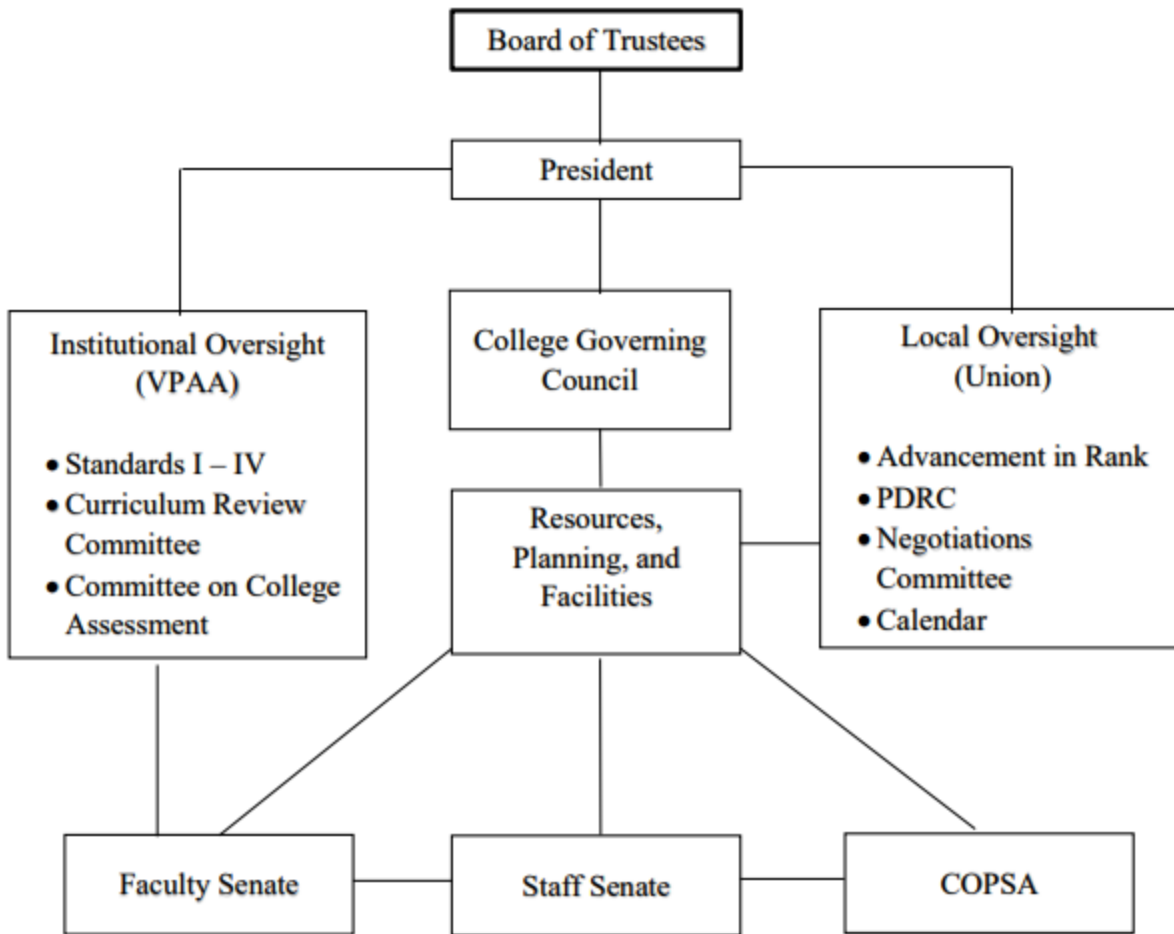 Board of Trustees
President
Institutional Oversight
(VPAA)
• Standards I – IV
• Curriculum Review
Committee
• Committee on College
Assessment
College Governing
Council
Local Oversight
(Union)
• Advancement in Rank
• PDRC
• Negotiations
Committee
• Calendar
Resources,
Planning, and
Facilities
Faculty Senate
Staff Senate
COPSA